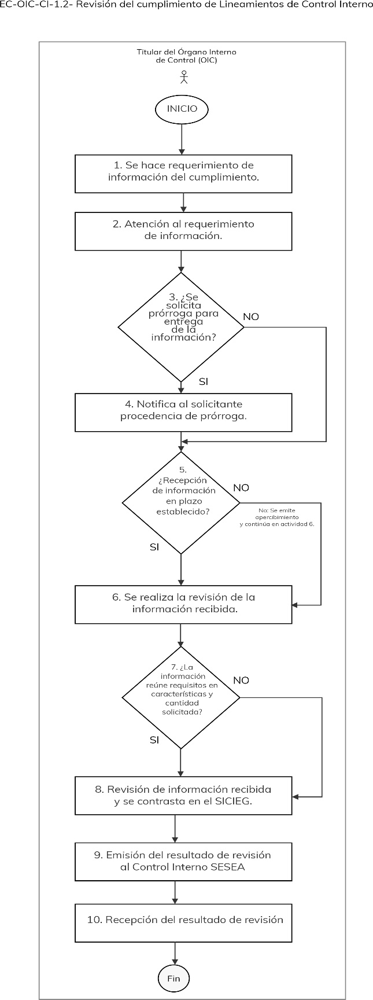 EC-OIC-CI-1.2- Revisión del cumplimiento de Lineamientos de Control Interno
Titular del Órgano Interno
de Control (OIC)
INICIO
1. Se hace requerimiento de
información del cumplimiento.
2. Atención al requerimiento
de información.
3. ¿Se
solicita
prórroga para
entrega
de la
información?
NO
SI
4. Notifica al solicitante
procedencia de prórroga.
5.
¿Recepción
de información
en plazo
establecido?
NO
No: Se emite
apercibimiento
y continúa en actividad 6.
SI
6. Se realiza la revisión de la
información recibida.
7. ¿La
información
reúne requisitos en
características y
cantidad
solicitada?
NO
SI
8. Revisión de información recibida
y se contrasta en el SICIEG.
9. Emisión del resultado de revisión
al Control Interno SESEA
10. Recepción del resultado de revisión
Fin